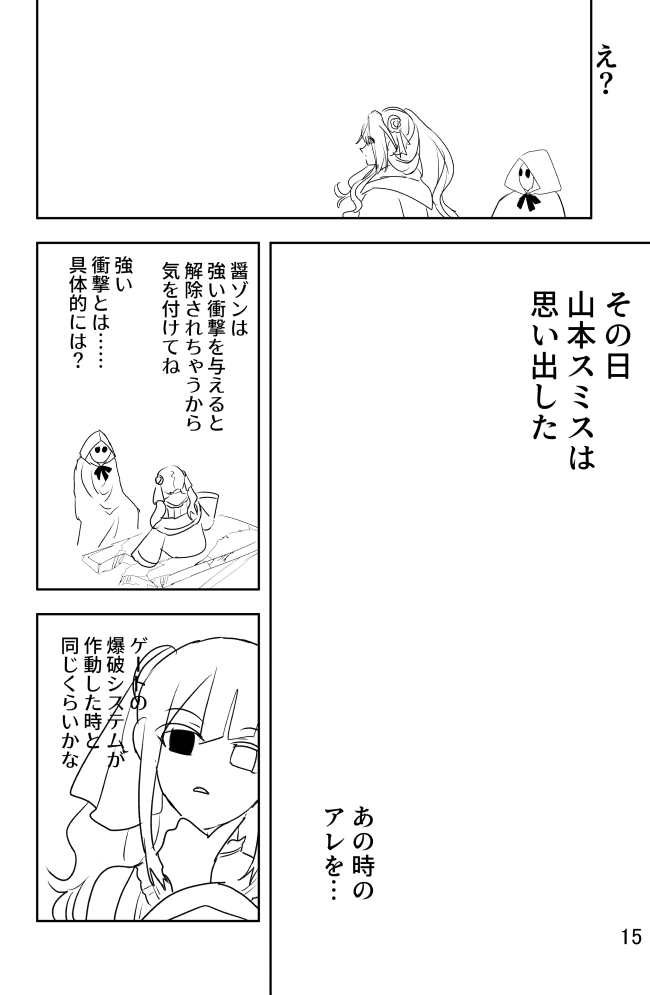 え?
その日
山本スミスは
思い出した
あの時の
アレを…
醤ゾンは
強い衝撃を与えると
解除されちゃうから
気を付けてね
強い
衝撃とは……
具体的には?
ゲートの
爆破システムが
作動した時と
同じくらいかな
15